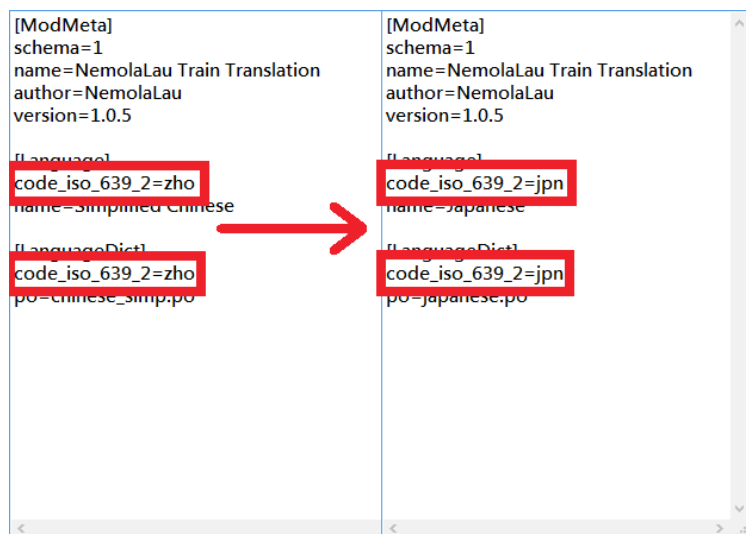 [ModMeta]
schema=1
name=NemolaLau Train Translation
author=NemolaLau
version=1.0.5
[Language]
code_iso_639_2=zho
name=Simplified Chinese
[LanguageDict]
code_iso_639_2=zho
po=chinese_simp.po
[ModMeta]
schema=1
name=NemolaLau Train Translation
author=NemolaLau
version=1.0.5
[Language]
code_iso_639_2=jpn
name=Japanese
[LanguageDict]
code_iso_639_2=jpn
po=japanese.po